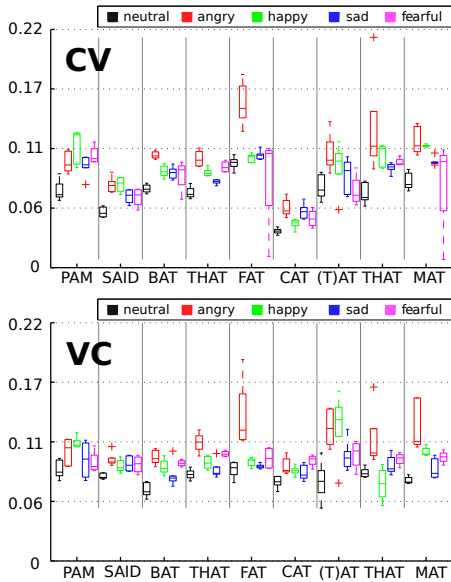 neutral angry happy sad fearful
0.22
CV
0.17
0.11
0.06
0
PAM SAID BAT THAT FAT CAT (T)AT THAT MAT
neutral angry happy sad fearful
0.22
VC
0.17
0.11
0.06
0
PAM SAID BAT THAT FAT CAT (T)AT THAT MAT